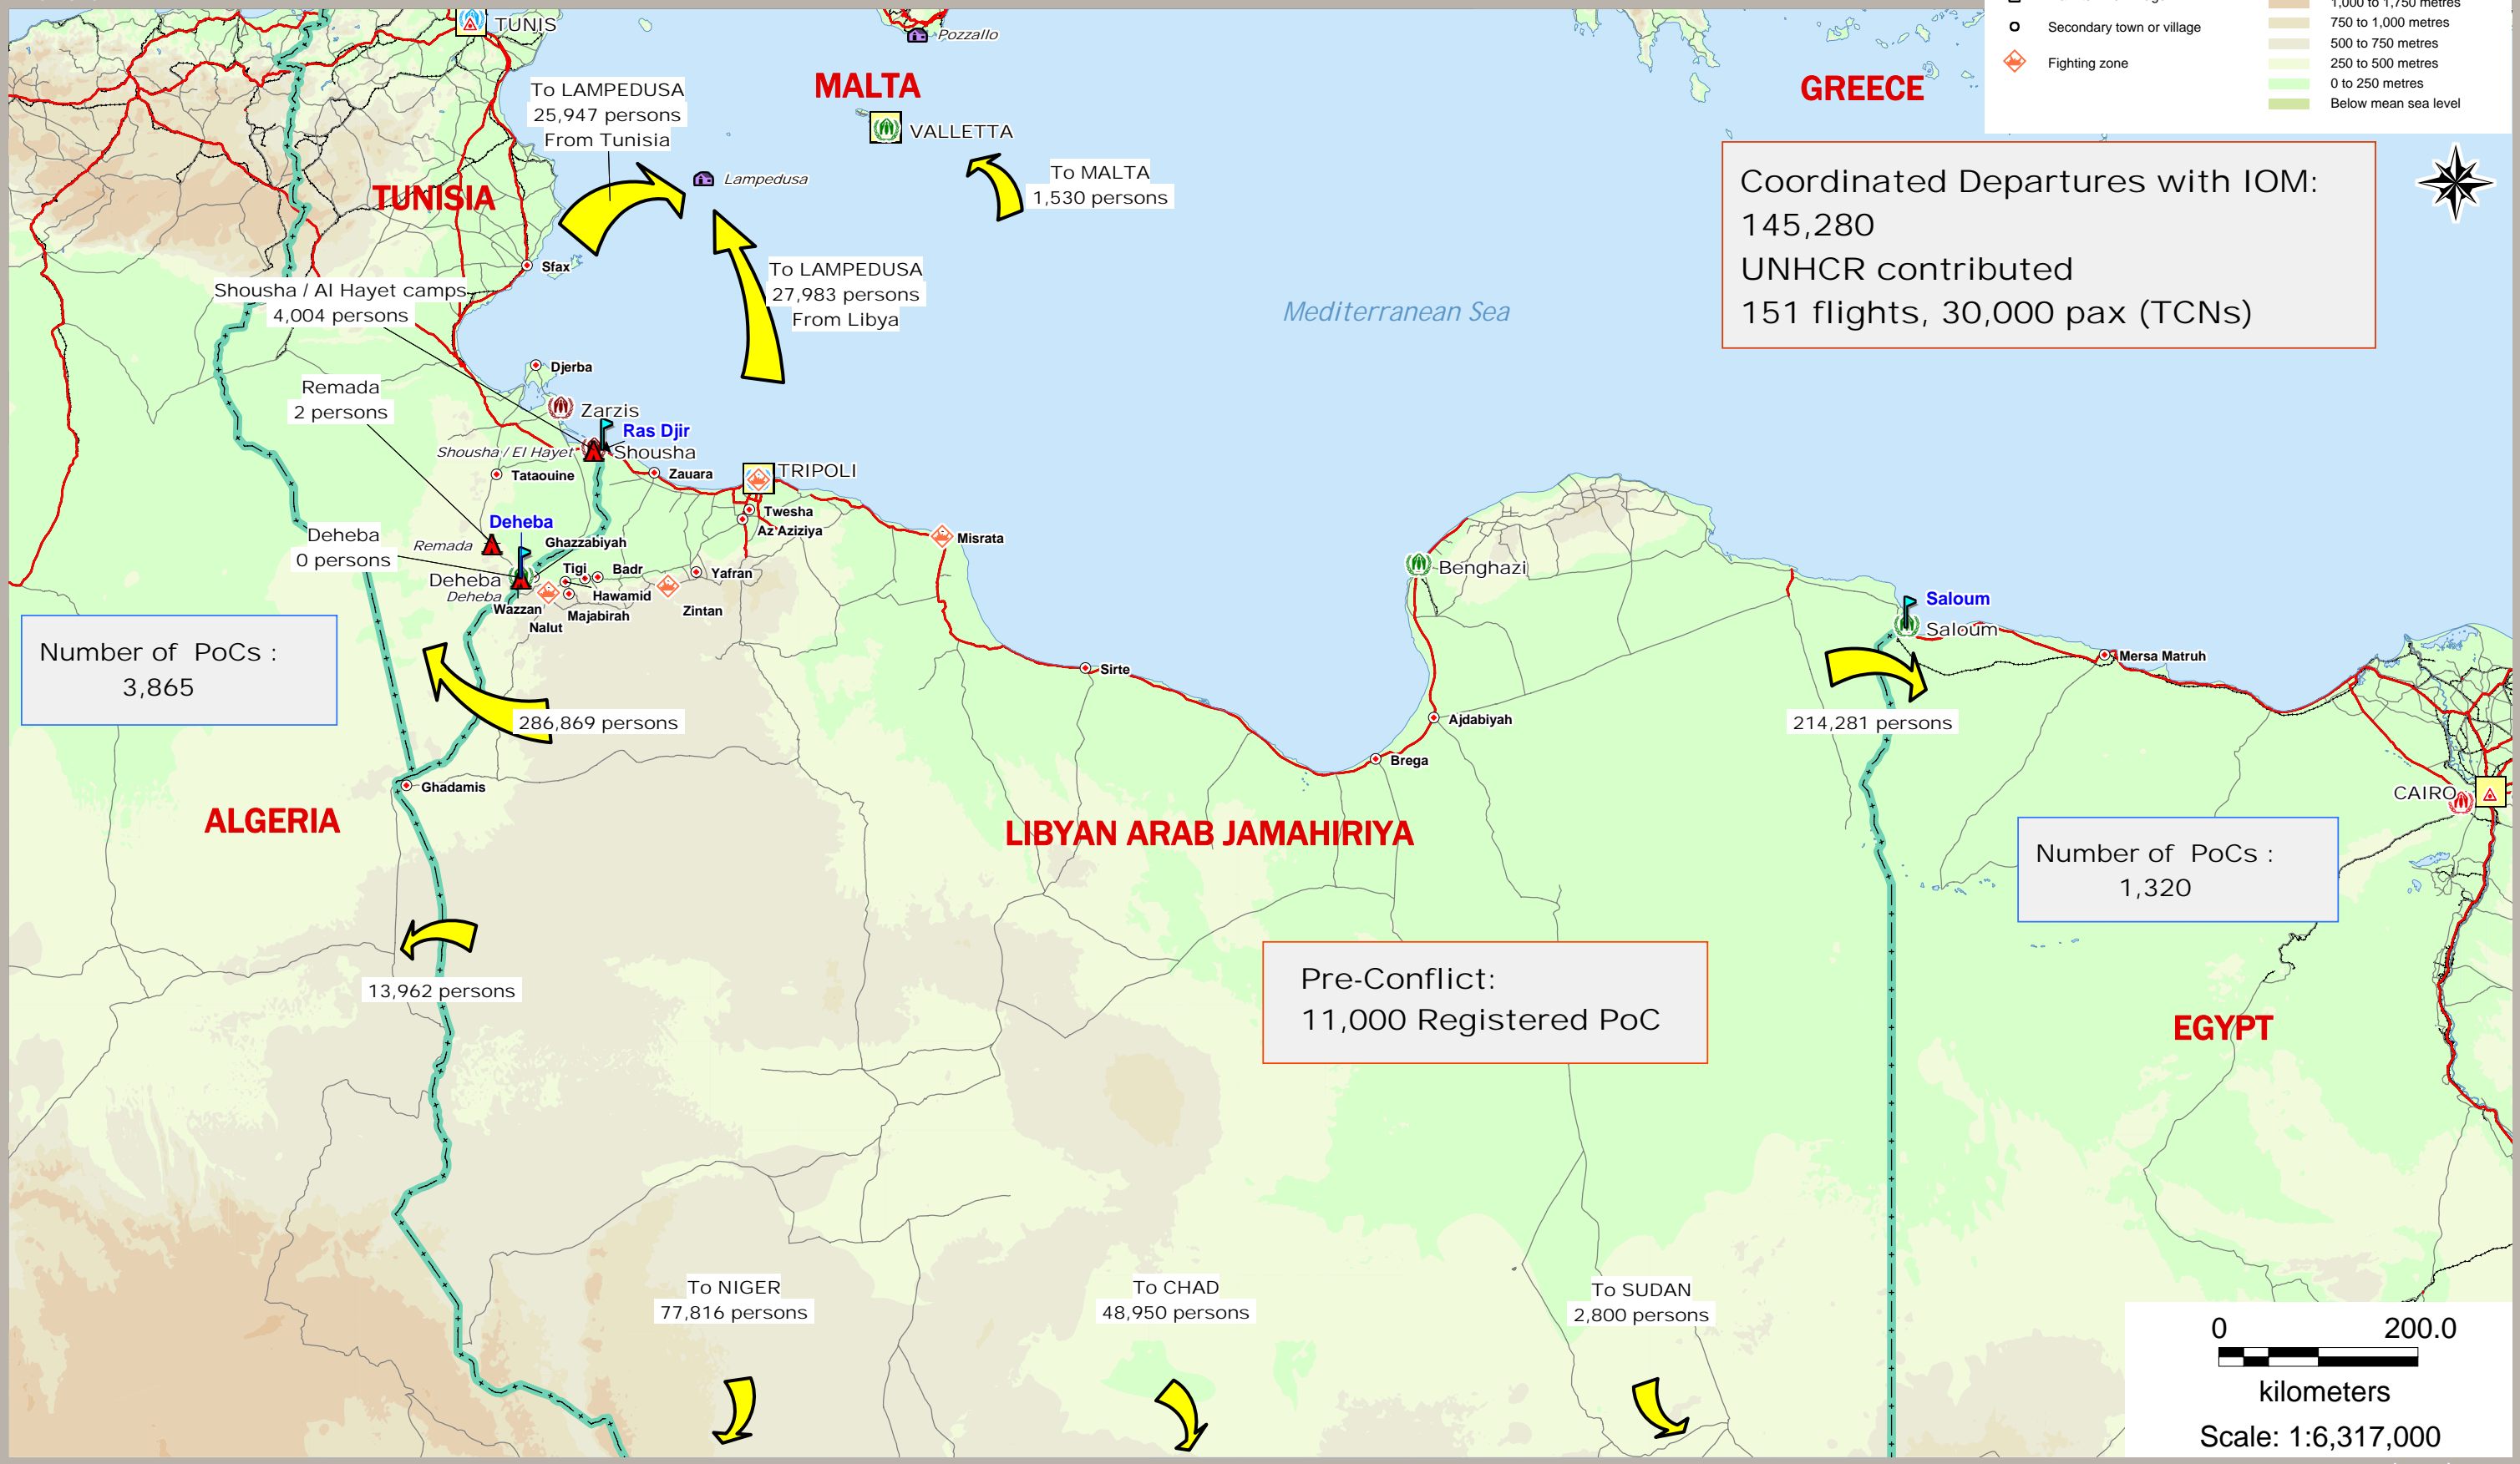 TUNIS
Pozzallo
MALTA
VALLETTA
GREECE
1,000 to 1,750 metres
Secondary town or village
750 to 1,000 metres
500 to 750 metres
Fighting zone
250 to 500 metres
0 to 250 metres
Below mean sea level
To LAMPEDUSA
25,947 persons
From Tunisia
Lampedusa
To MALTA
1,530 persons
Coordinated Departures with IOM:
145,280
UNHCR contributed
151 flights, 30,000 pax (TCNs)
TUNISIA
Sfax
To LAMPEDUSA
27,983 persons
From Libya
Mediterranean Sea
Shousha / Al Hayet camps
4,004 persons
Djerba
Remada
2 persons
Zarzis
Ras Djir
Shousha / El Hayet
Shousha
Tataouine
Zauara
TRIPOLI
Twesha
Az Aziziya
Misrata
Deheba
0 persons
Deheba
Remada
Ghazzabiyah
Deheba
Deheba
Tigi
Badr
Yafran
Wazzan
Hawamid
Majabirah
Zintan
Nalut
Benghazi
Saloum
Saloum
Mersa Matruh
Sirte
Ajdabiyah
Brega
Number of PoCs :
3,865
286,869 persons
214,281 persons
Ghadamis
ALGERIA
LIBYAN ARAB JAMAHIRIYA
CAIRO
Number of PoCs :
1,320
13,962 persons
Pre-Conflict:
11,000 Registered PoC
EGYPT
To NIGER
77,816 persons
To CHAD
48,950 persons
To SUDAN
2,800 persons
0 200.0
kilometers
Scale: 1:6,317,000